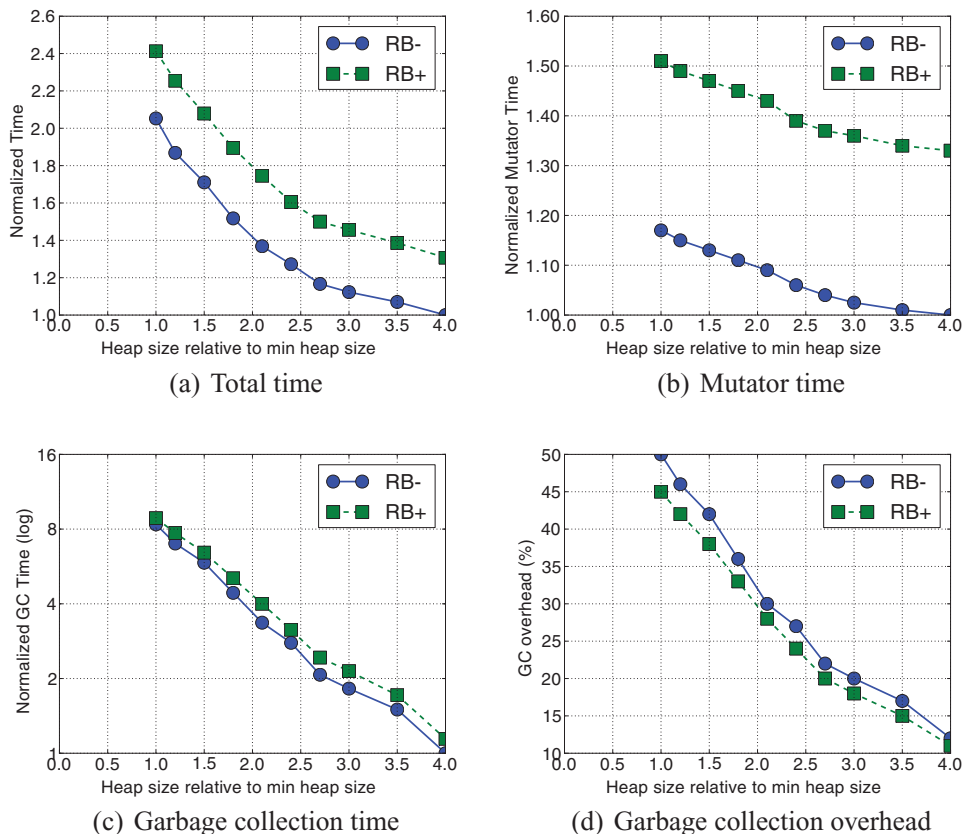 2.6
2.4
2.2
2.0
1.8
1.6
1.4
1.2
1.0
Normalized Time
RB-
RB+
0.0 0.5 1.0 1.5 2.0 2.5 3.0 3.5 4.0
Heap size relative to min heap size
(a) Total time
1.60
1.50
1.40
1.30
1.20
1.10
1.00
Normalized Mutator Time
RB-
RB+
0.0 0.5 1.0 1.5 2.0 2.5 3.0 3.5 4.0
Heap size relative to min heap size
(b) Mutator time
16
8
4
2
1
Normalized GC Time (log)
RB-
RB+
0.0 0.5 1.0 1.5 2.0 2.5 3.0 3.5 4.0
Heap size relative to min heap size
(c) Garbage collection time
50
45
40
35
30
25
20
15
10
GC overhead (%)
RB-
RB+
0.0 0.5 1.0 1.5 2.0 2.5 3.0 3.5 4.0
Heap size relative to min heap size
(d) Garbage collection overhead